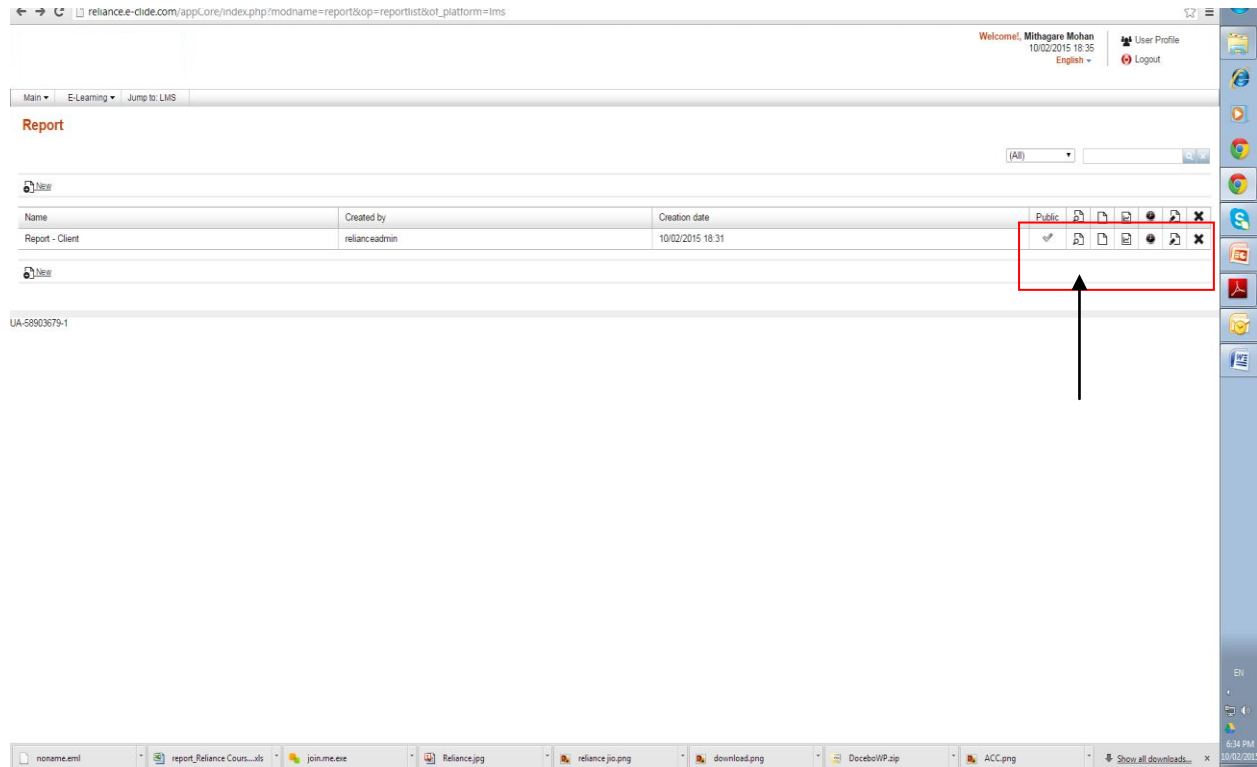 reliance.e-clide.com/appCore/index.php?modname=report&op=reportlist&of_platform=lms
Welcome!, Mithagare Mohan
10/02/2015 18:35
English
User Profile
Logout
Main E-Learning Jump to: LMS
Report
(All)
New
Name Created by Creation date Public
Report - Client relianceadmin 10/02/2015 18:31
New
UA-58903679-1
EN
6:34 PM
10/02/201
noname.eml report_Reliance Cours....xls join.me.exe Reliance.jpg reliance jio.png download.png DoceboWP.zip ACC.png Show all downloads...